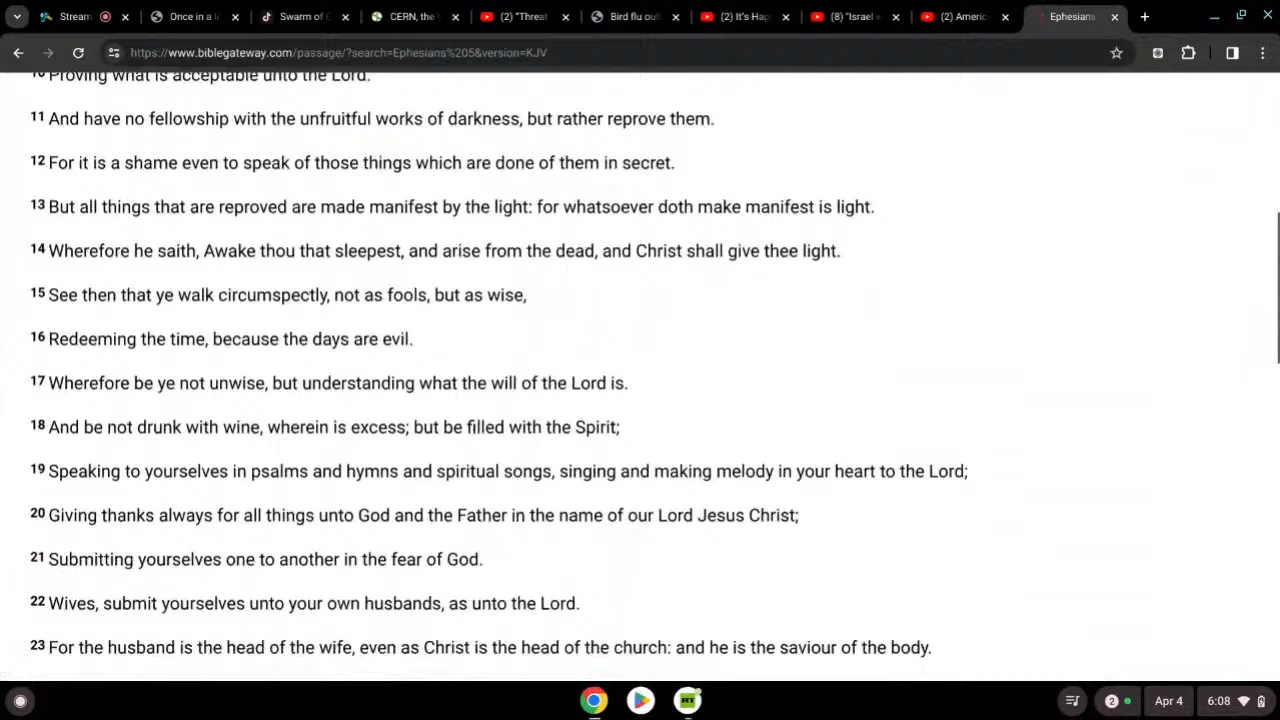 Stream
Once in a li
Swarm of C
CERN, the
(2) "Threat
Bird flu out
(2) It's Hap
(8) "Israel w
(2) Americ
Ephesians
https://www.biblegateway.com/passage/?search=Ephesians%205&version=KJV
10 Proving what is acceptable unto the Lord.
11 And have no fellowship with the unfruitful works of darkness, but rather reprove them.
12 For it is a shame even to speak of those things which are done of them in secret.
13 But all things that are reproved are made manifest by the light: for whatsoever doth make manifest is light.
14 Wherefore he saith, Awake thou that sleepest, and arise from the dead, and Christ shall give thee light.
15 See then that ye walk circumspectly, not as fools, but as wise,
16 Redeeming the time, because the days are evil.
17 Wherefore be ye not unwise, but understanding what the will of the Lord is.
18 And be not drunk with wine, wherein is excess; but be filled with the Spirit;
19 Speaking to yourselves in psalms and hymns and spiritual songs, singing and making melody in your heart to the Lord;
20 Giving thanks always for all things unto God and the Father in the name of our Lord Jesus Christ;
21 Submitting yourselves one to another in the fear of God.
22 Wives, submit yourselves unto your own husbands, as unto the Lord.
23 For the husband is the head of the wife, even as Christ is the head of the church: and he is the saviour of the body.
RT
2
Apr 4
6:08